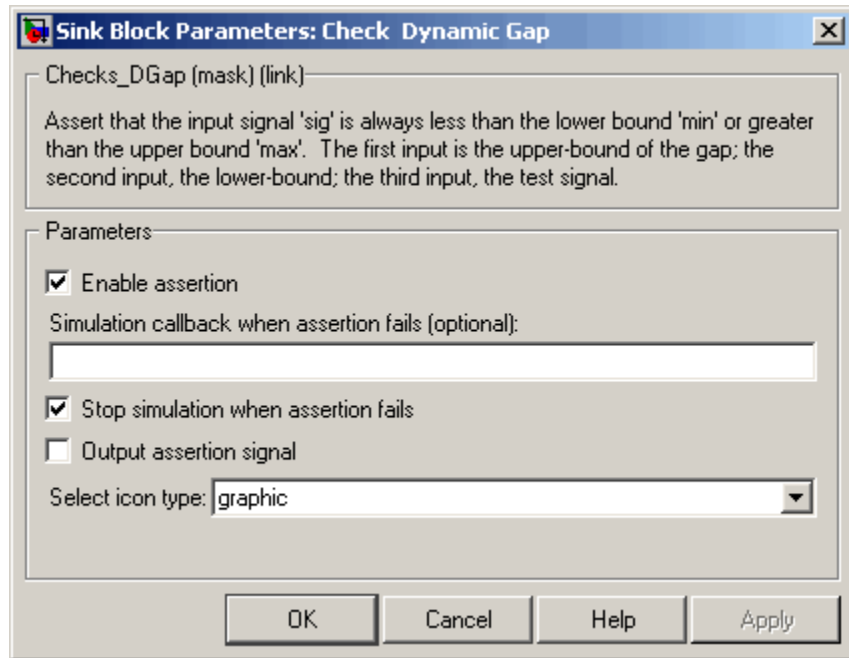 Sink Block Parameters: Check  Dynamic Gap
Checks_DGap (mask) (link)
Assert that the input signal 'sig' is always less than the lower bound 'min' or greater
than the upper bound 'max'.  The first input is the upper-bound of the gap; the
second input, the lower-bound; the third input, the test signal.
Parameters
Enable assertion
Simulation callback when assertion fails (optional):
Stop simulation when assertion fails
Output assertion signal
Select icon type: graphic
OK Cancel Help Apply